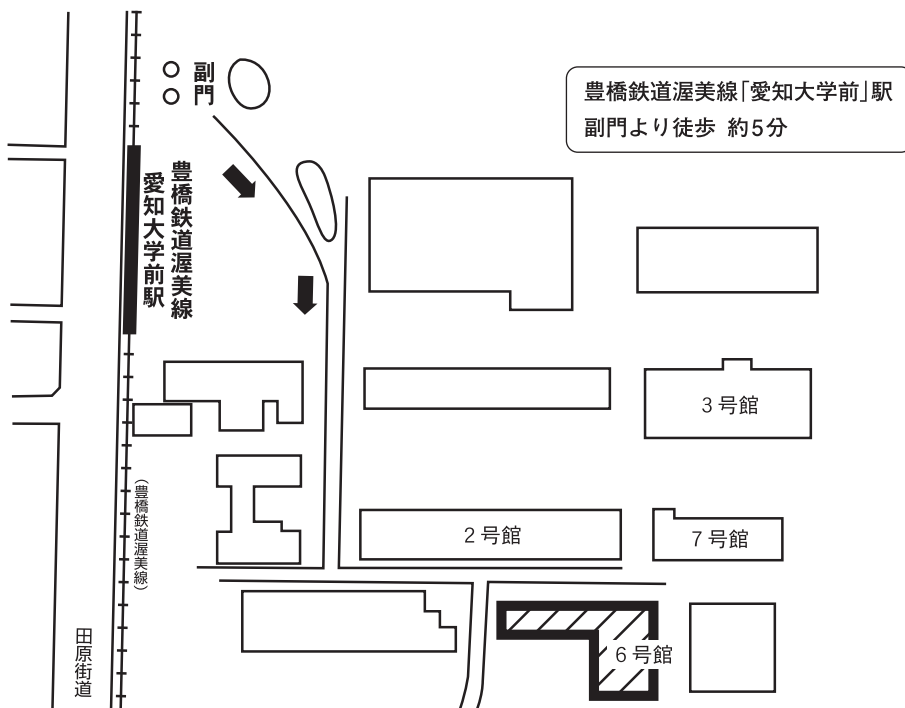 副門
豊橋鉄道渥美線「愛知大学前」駅
副門より徒歩 約5分
豊橋鉄道渥美線
愛知大学前駅
3号館
(豊橋鉄道渥美線)
2号館
7号館
6号館
田原街道